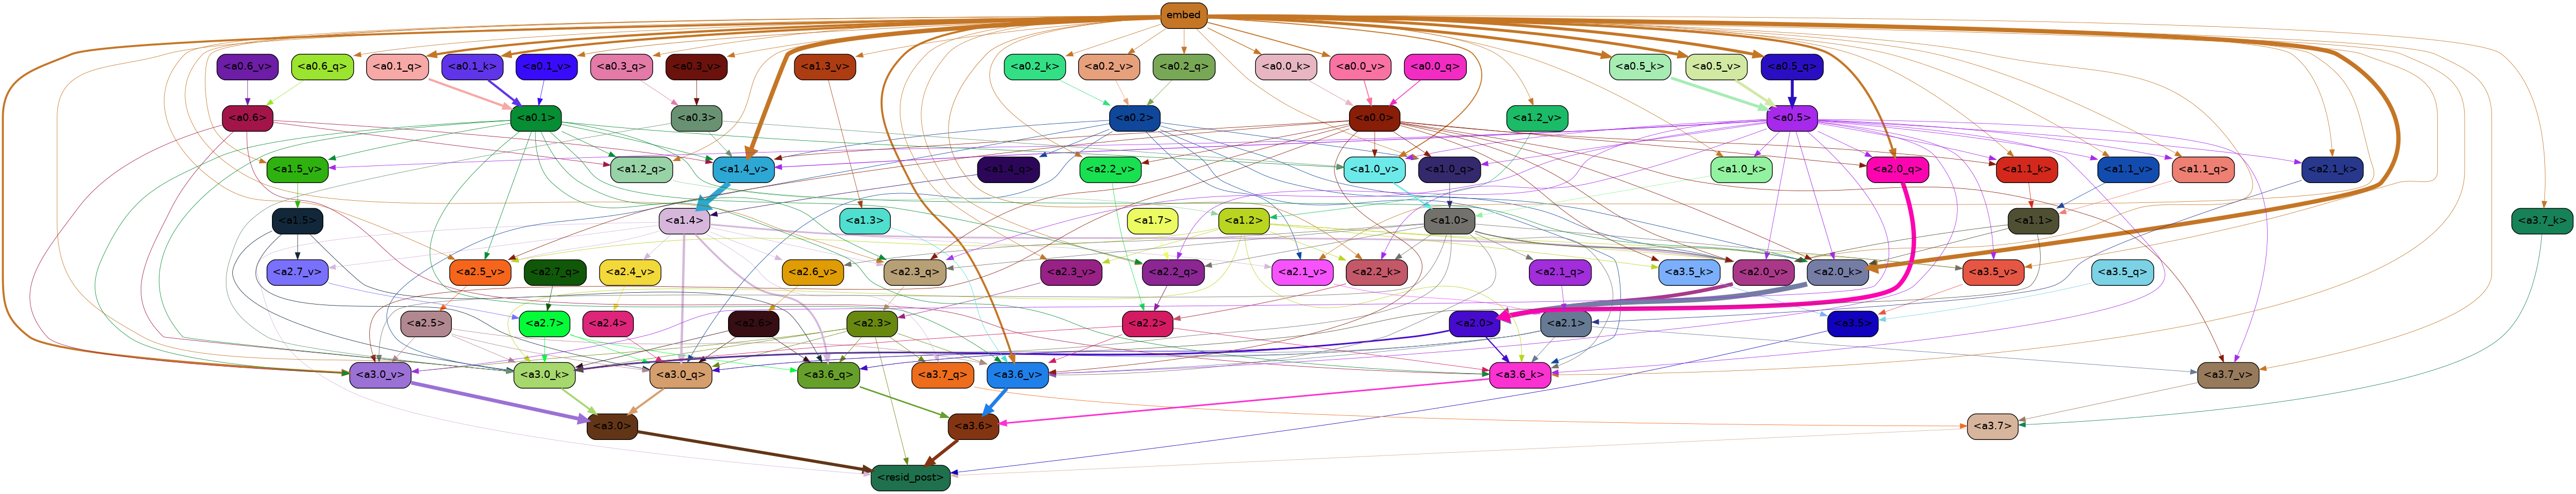 embed
<a0.6_v> <a0.6_q> <a0.1_q> <a0.1_k> <a0.1_v> <a0.3_q> <a0.3_v> <a1.3_v> <a0.2_k> <a0.2_v> <a0.2_q> <a0.0_k> <a0.0_v> <a0.0_q> <a0.5_k> <a0.5_v> <a0.5_q>
<a0.6> <a0.1> <a0.3> <a0.2> <a0.0> <a1.2_v> <a0.5>
<a1.5_v> <a1.2_q> <a1.4_v> <a1.4_q> <a2.2_v> <a1.0_v> <a1.0_q> <a1.0_k> <a2.0_q> <a1.1_k> <a1.1_v> <a1.1_q> <a2.1_k>
<a1.5> <a1.4> <a1.3> <a1.7> <a1.2> <a1.0> <a1.1> <a3.7_k>
<a2.7_v> <a2.5_v> <a2.7_q> <a2.4_v> <a2.6_v> <a2.3_q> <a2.3_v> <a2.2_q> <a2.1_v> <a2.2_k> <a2.1_q> <a3.5_k> <a2.0_v> <a2.0_k> <a3.5_v> <a3.5_q>
<a2.5> <a2.7> <a2.4> <a2.6> <a2.3> <a2.2> <a2.0> <a2.1> <a3.5>
<a3.0_v> <a3.0_k> <a3.0_q> <a3.6_q> <a3.7_q> <a3.6_v> <a3.6_k> <a3.7_v>
<a3.0> <a3.6> <a3.7>
<resid_post>